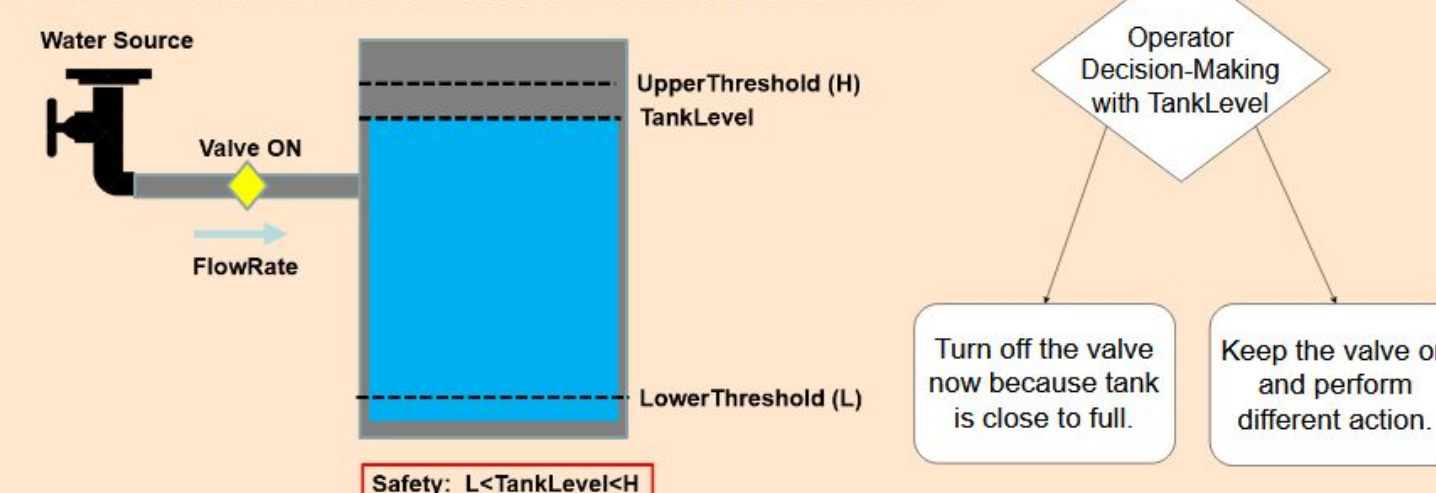 Water Source
Valve ON
FlowRate
UpperThreshold (H)
TankLevel
LowerThreshold (L)
Safety: L<TankLevel<H
Operator
Decision-Making
with TankLevel
Turn off the valve
now because tank
is close to full.
Keep the valve
and perform
different action.